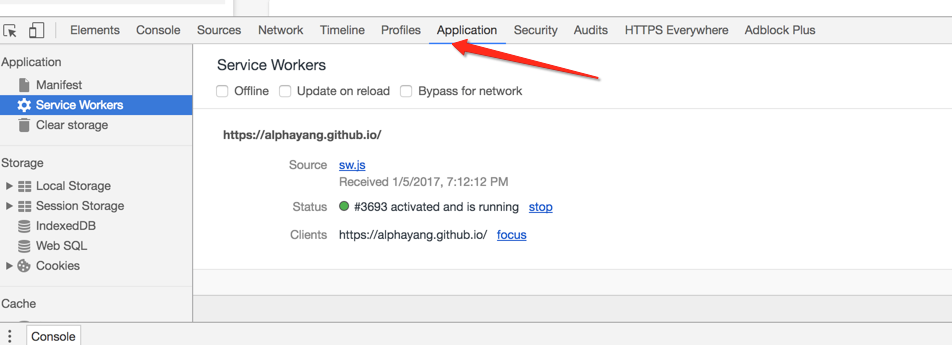 Elements Console Sources Network Timeline Profiles Application Security Audits HTTPS Everywhere Adblock Plus
Application
Manifest
Service Workers
Clear storage
Storage
Local Storage
Session Storage
IndexedDB
Web SQL
Cookies
Cache
Service Workers
Offline Update on reload Bypass for network
https://alphayang.github.io/
Source sw.js
Received 1/5/2017, 7:12:12 PM
Status #3693 activated and is running stop
Clients https://alphayang.github.io/ focus
Console